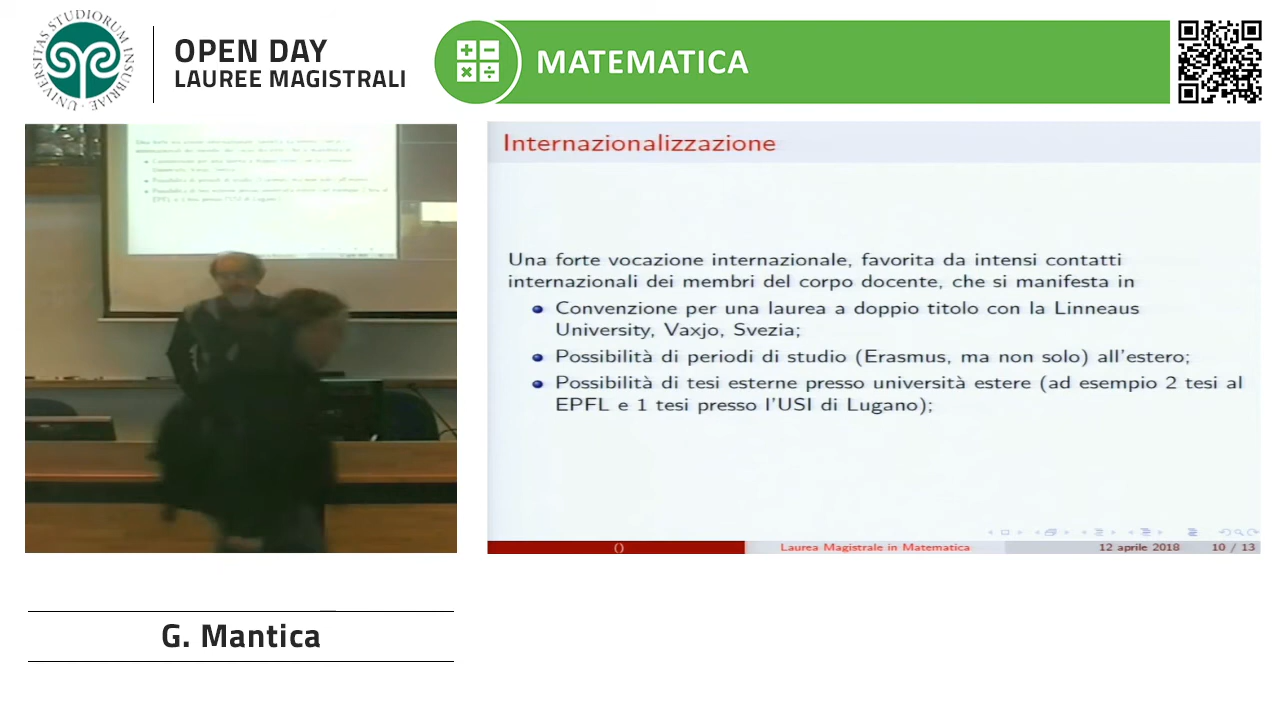 UNIVERSITAS STUDIORUM INSUBRIAE
OPEN DAY
LAUREE MAGISTRALI
MATEMATICA
Internazionalizzazione
Una forte vocazione internazionale, favorita da intensi contatti
internazionali dei membri del corpo docente, che si manifesta in
Convenzione per una laurea a doppio titolo con la Linneaus
University, Vaxjo, Svezia;
Possibilità di periodi di studio (Erasmus, ma non solo) all'estero;
Possibilità di tesi esterne presso università estere (ad esempio 2 tesi al
EPFL e 1 tesi presso l'USI di Lugano);
()
Laurea Magistrale in Matematica
12 aprile 2018
10 / 13
G. Mantica